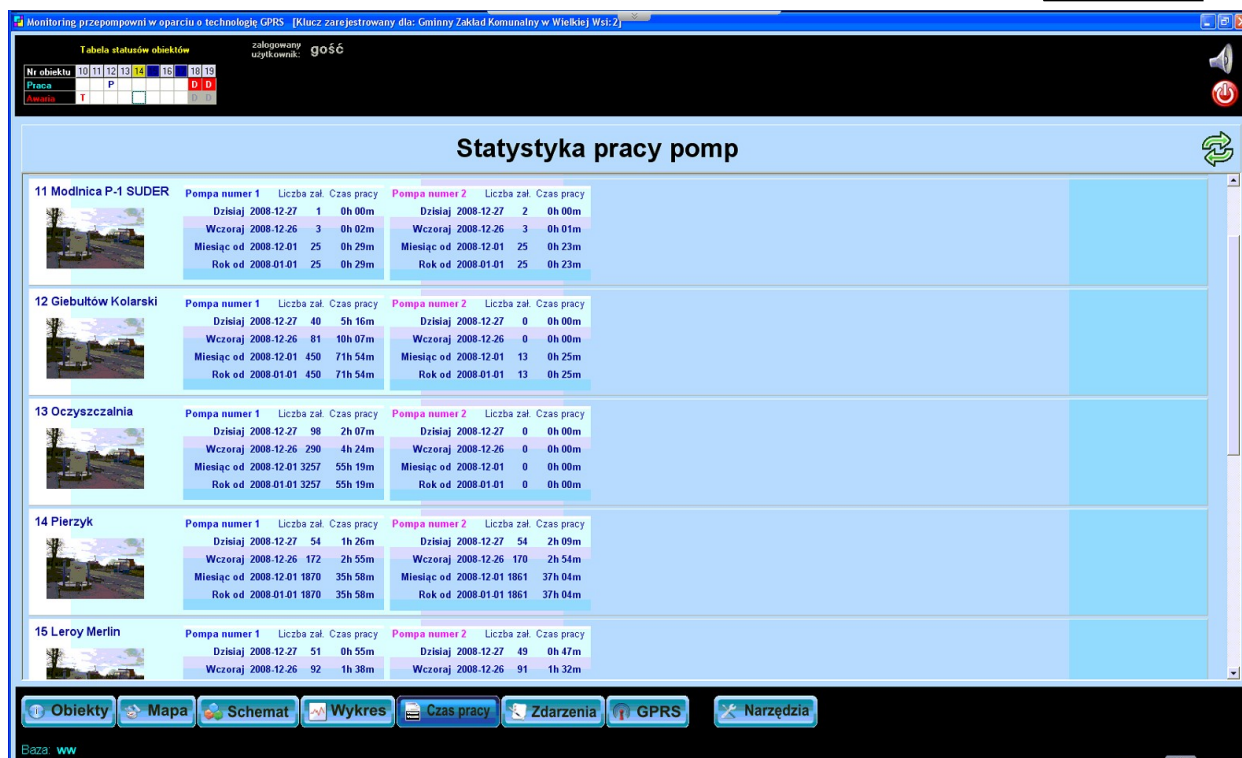 Monitoring przepompowni w oparciu o technologię GPRS [Klucz zarejestrowany dla: Gminny Zakład Komunalny w Wielkiej Wsi:2]
Tabela statusów obiektów
zalogowany użytkownik: gość
Nr obiektu 10 11 12 13 14 16 18 19
Praca P D D
Awaria T D D
Statystyka pracy pomp
11 Modlnica P-1 SUDER
Pompa numer 1 Liczba zał. Czas pracy Pompa numer 2 Liczba zał. Czas pracy
Dzisiaj 2008-12-27 1 0h 00m Dzisiaj 2008-12-27 2 0h 00m
Wczoraj 2008-12-26 3 0h 02m Wczoraj 2008-12-26 3 0h 01m
Miesiąc od 2008-12-01 25 0h 29m Miesiąc od 2008-12-01 25 0h 23m
Rok od 2008-01-01 25 0h 29m Rok od 2008-01-01 25 0h 23m
12 Giebułtów Kolarski
Pompa numer 1 Liczba zał. Czas pracy Pompa numer 2 Liczba zał. Czas pracy
Dzisiaj 2008-12-27 40 5h 16m Dzisiaj 2008-12-27 0 0h 00m
Wczoraj 2008-12-26 81 10h 07m Wczoraj 2008-12-26 0 0h 00m
Miesiąc od 2008-12-01 450 71h 54m Miesiąc od 2008-12-01 13 0h 25m
Rok od 2008-01-01 450 71h 54m Rok od 2008-01-01 13 0h 25m
13 Oczyszczalnia
Pompa numer 1 Liczba zał. Czas pracy Pompa numer 2 Liczba zał. Czas pracy
Dzisiaj 2008-12-27 98 2h 07m Dzisiaj 2008-12-27 0 0h 00m
Wczoraj 2008-12-26 290 4h 24m Wczoraj 2008-12-26 0 0h 00m
Miesiąc od 2008-12-01 3257 55h 19m Miesiąc od 2008-12-01 0 0h 00m
Rok od 2008-01-01 3257 55h 19m Rok od 2008-01-01 0 0h 00m
14 Pierzyk
Pompa numer 1 Liczba zał. Czas pracy Pompa numer 2 Liczba zał. Czas pracy
Dzisiaj 2008-12-27 54 1h 26m Dzisiaj 2008-12-27 54 2h 09m
Wczoraj 2008-12-26 172 2h 55m Wczoraj 2008-12-26 170 2h 54m
Miesiąc od 2008-12-01 1870 35h 58m Miesiąc od 2008-12-01 1861 37h 04m
Rok od 2008-01-01 1870 35h 58m Rok od 2008-01-01 1861 37h 04m
15 Leroy Merlin
Pompa numer 1 Liczba zał. Czas pracy Pompa numer 2 Liczba zał. Czas pracy
Dzisiaj 2008-12-27 51 0h 55m Dzisiaj 2008-12-27 49 0h 47m
Wczoraj 2008-12-26 92 1h 38m Wczoraj 2008-12-26 91 1h 32m
Obiekty Mapa Schemat Wykres Czas pracy Zdarzenia GPRS Narzędzia
Baza: ww